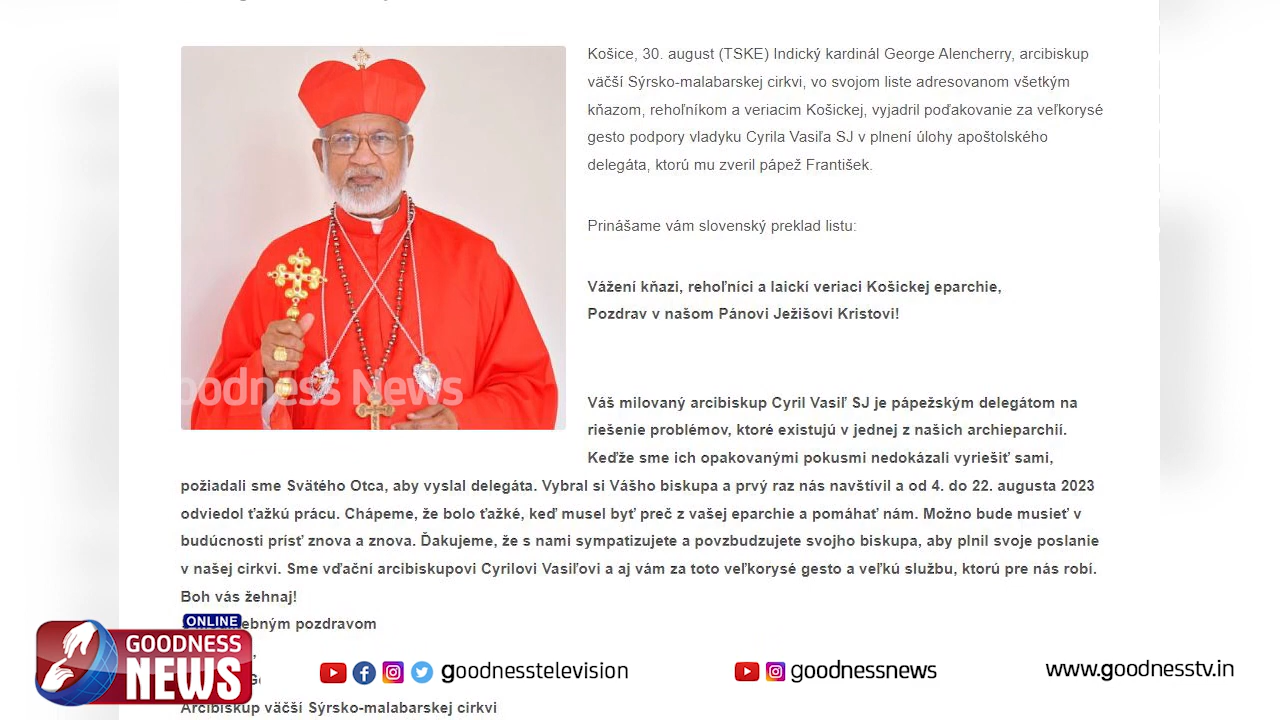 Košice, 30. august (TSKE) Indický kardinál George Alencherry, arcibiskup
väčší Sýrsko-malabarskej cirkvi, vo svojom liste adresovanom všetkým
kňazom, rehoľníkom a veriacim Košickej, vyjadril poďakovanie za veľkorysé
gesto podpory vladyku Cyrila Vasiľa SJ v plnení úlohy apoštolského
delegáta, ktorú mu zveril pápež František.
Prinášame vám slovenský preklad listu:
Vážení kňazi, rehoľníci a laickí veriaci Košickej eparchie,
Pozdrav v našom Pánovi Ježišovi Kristovi!
Váš milovaný arcibiskup Cyril Vasiľ SJ je pápežským delegátom na
riešenie problémov, ktoré existujú v jednej z našich archieparchií.
Keďže sme ich opakovanými pokusmi nedokázali vyriešiť sami,
požiadali sme Svätého Otca, aby vyslal delegáta. Vybral si Vášho biskupa a prvý raz nás navštívil a od 4. do 22. augusta 2023
odviedol ťažkú prácu. Chápeme, že bolo ťažké, keď musel byť preč z vašej eparchie a pomáhať nám. Možno bude musieť v
budúcnosti prísť znova a znova. Ďakujeme, že s nami sympatizujete a povzbudzujete svojho biskupa, aby plnil svoje poslanie
v našej cirkvi. Sme vďační arcibiskupovi Cyrilovi Vasiľovi a aj vám za toto veľkorysé gesto a veľkú službu, ktorú pre nás robí.
Boh vás žehnaj!
pozdravom
Arcibiskup väčší Sýrsko-malabarskej cirkvi
oodness News
ONLINE
GOODNESS
NEWS
goodnesstelevision
goodnessnews
www.goodnesstv.in